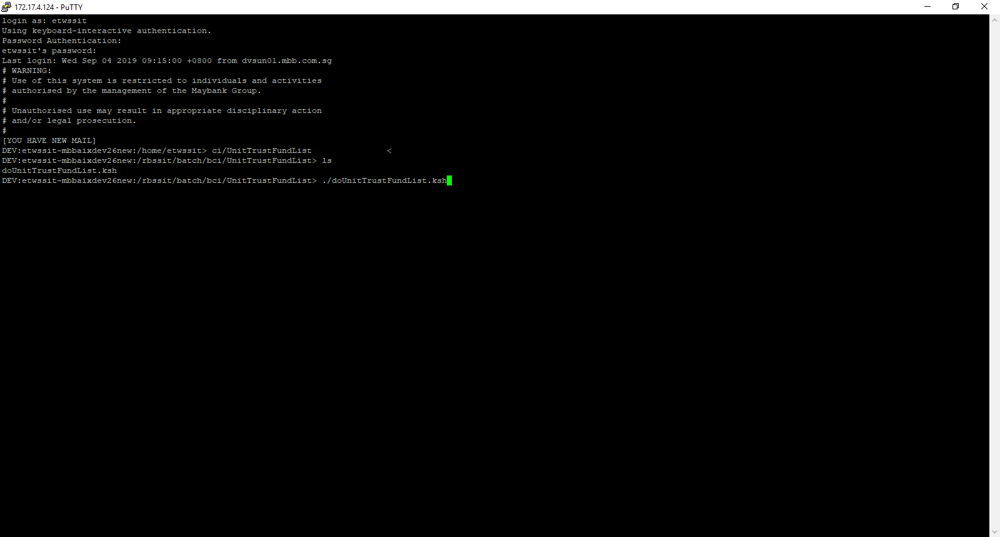 172.17.4.124 - PuTTY
login as: etwssit
Using keyboard-interactive authentication.
Password Authentication:
etwssit's password:
Last login: Wed Sep 04 2019 09:15:00 +0800 from dvsun01.mbb.com.sg
# WARNING:
# Use of this system is restricted to individuals and activities
# authorised by the management of the Maybank Group.
#
# Unauthorised use may result in appropriate disciplinary action
# and/or legal prosecution.
#
[YOU HAVE NEW MAIL]
DEV:etwssit-mbbaixdev26new:/home/etwssit> ci/UnitTrustFundList               <
DEV:etwssit-mbbaixdev26new:/rbssit/batch/bci/UnitTrustFundList> ls
doUnitTrustFundList.ksh
DEV:etwssit-mbbaixdev26new:/rbssit/batch/bci/UnitTrustFundList> ./doUnitTrustFundList.ksh